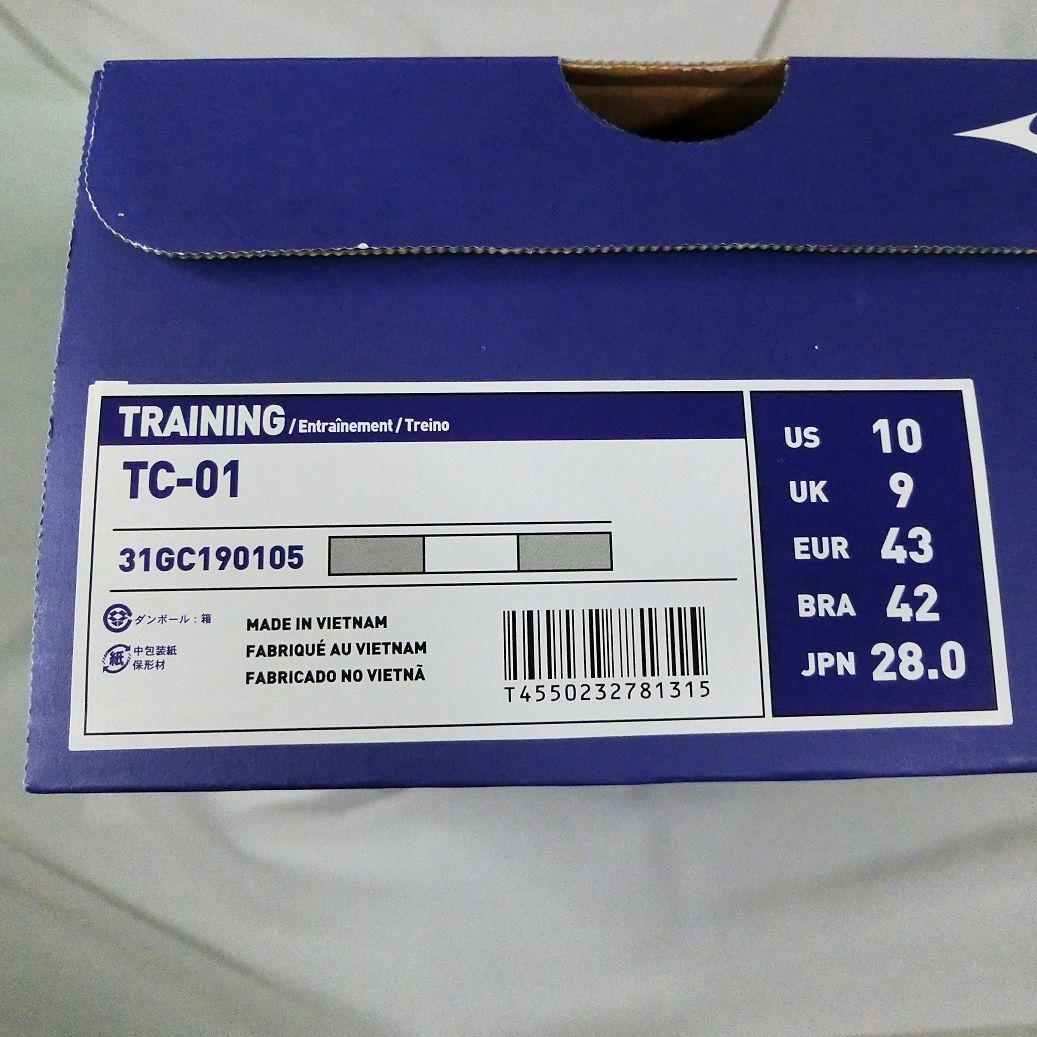 TRAINING / Entraînement / Treino
TC-01
31GC190105
ダンボール：箱
紙 中包装紙
保形材
MADE IN VIETNAM
FABRIQUÉ AU VIETNAM
FABRICADO NO VIETNÃ
T4550232781315
US 10
UK 9
EUR 43
BRA 42
JPN 28.0